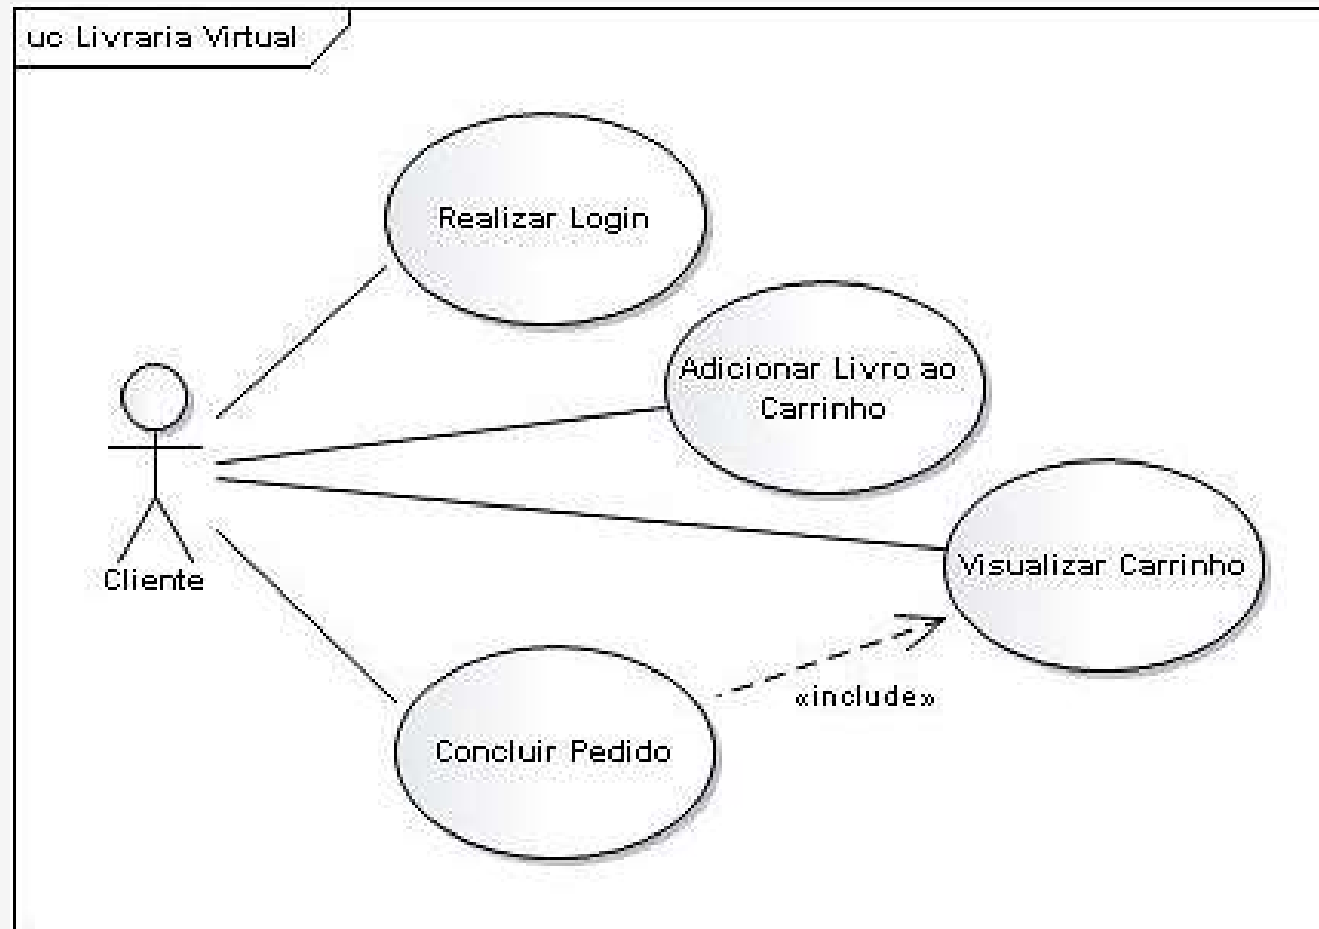 uc Livraria Virtual
Realizar Login
Adicionar Livro ao
Carrinho
Visualizar Carrinho
Cliente
«include»
Concluir Pedido